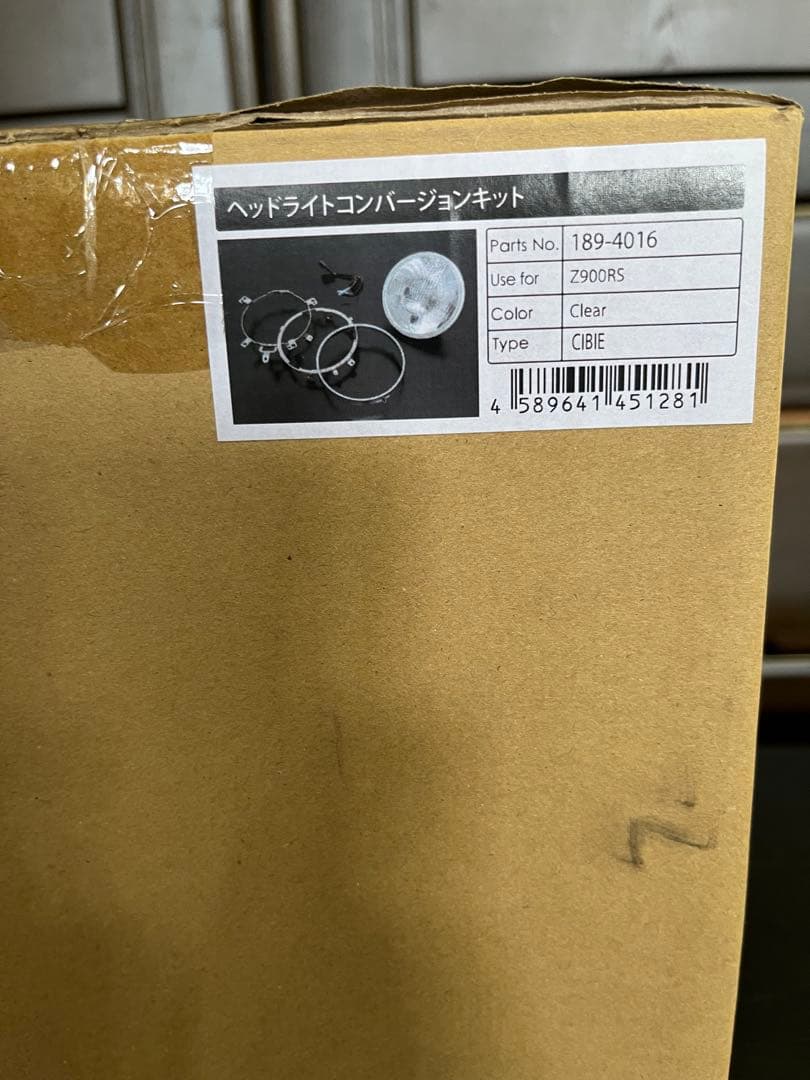 ヘッドライトコンバージョンキット
Parts No. 189-4016
Use for Z900RS
Color Clear
Type CIBIE
4 589641 451281